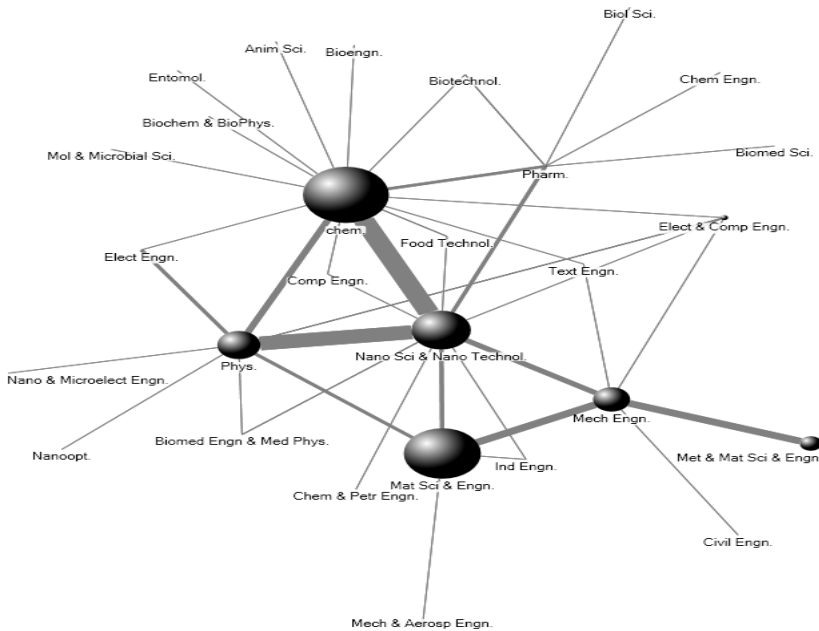 Biol Sci.
Anim Sci.
Bioengn.
Entomol.
Biotechnol.
Chem Engn.
Biochem & BioPhys.
Mol & Microbial Sci.
Biomed Sci.
Pharm.
chem.
Elect & Comp Engn.
Food Technol.
Elect Engn.
Text Engn.
Comp Engn.
Nano Sci & Nano Technol.
Phys.
Nano & Microelect Engn.
Mech Engn.
Biomed Engn & Med Phys.
Nanoopt.
Met & Mat Sci & Engn
Ind Engn.
Mat Sci & Engn.
Chem & Petr Engn.
Civil Engn.
Mech & Aerosp Engn.